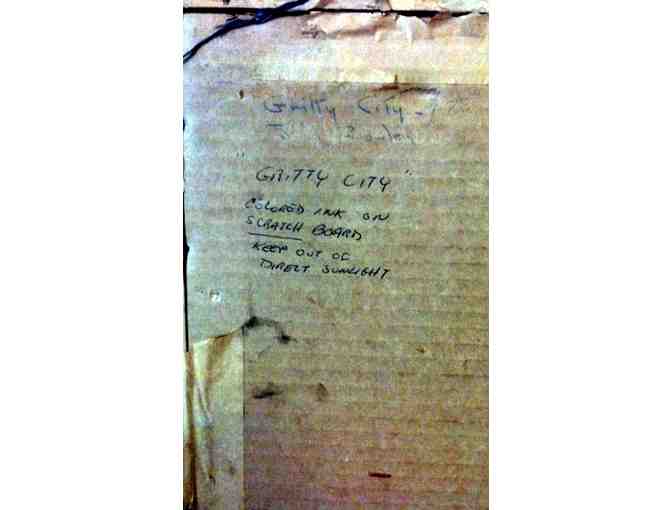 Gritty City
"GRITTY CITY"
COLORED INK ON
SCRATCH BOARD
KEEP OUT OF
DIRECT SUNLIGHT